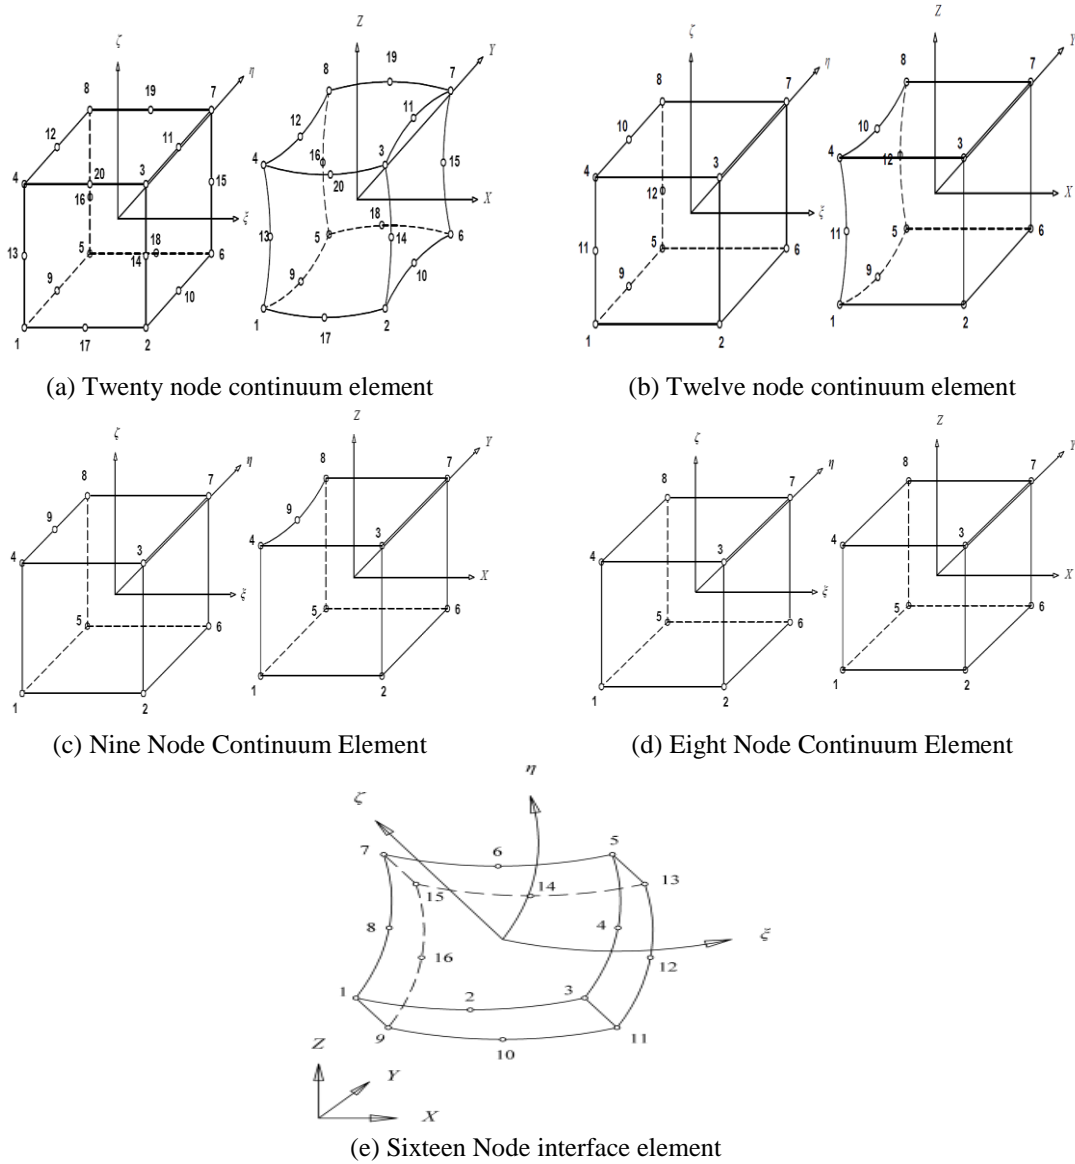 ζ η
8 19 7
12 11
4 20 3
16 15
ξ
13 5 18 14 6
9 10
1 17 2
Z Y
8 19 7
12 11
4 16 3
20 15
X
13 5 18 14 6
9 10
1 17 2
(a) Twenty node continuum element
ζ η
8 7
10
4 3
12
ξ
11 5 6
9
1 2
Z Y
8 7
10
4 12 3
X
11 5 6
9
1 2
(b) Twelve node continuum element
ζ η
8 7
9
4 3
ξ
5 6
1 2
Z Y
8 7
9
4 3
X
5 6
1 2
(c) Nine Node Continuum Element
ζ η
8 7
4 3
ξ
5 6
1 2
Z Y
8 7
4 3
X
5 6
1 2
(d) Eight Node Continuum Element
η
ζ
7 6 5
15 14 13
8 4 ξ
16 12
1 2 3
9 10 11
Z
Y
X
(e) Sixteen Node interface element